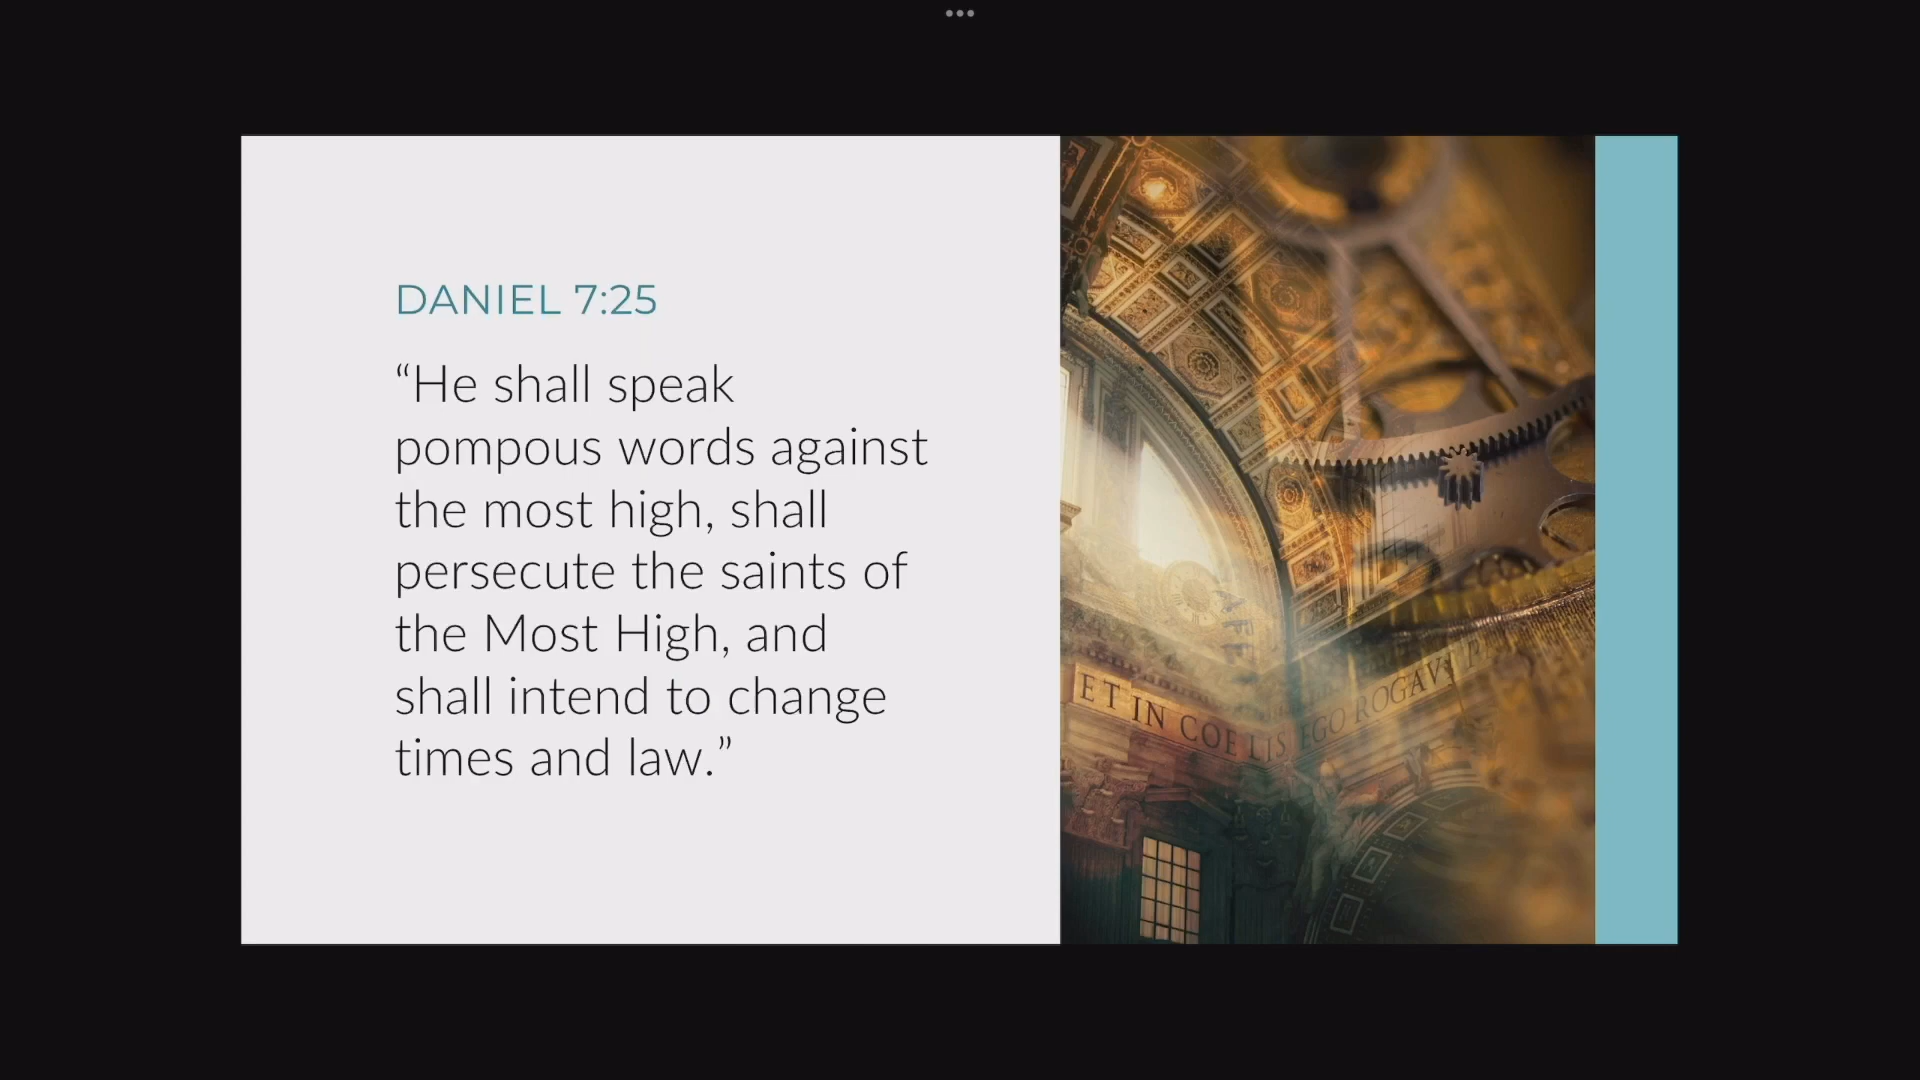 DANIEL 7:25
“He shall speak
pompous words against
the most high, shall
persecute the saints of
the Most High, and
shall intend to change
times and law.”
ET IN COELIS EGO ROGAVI